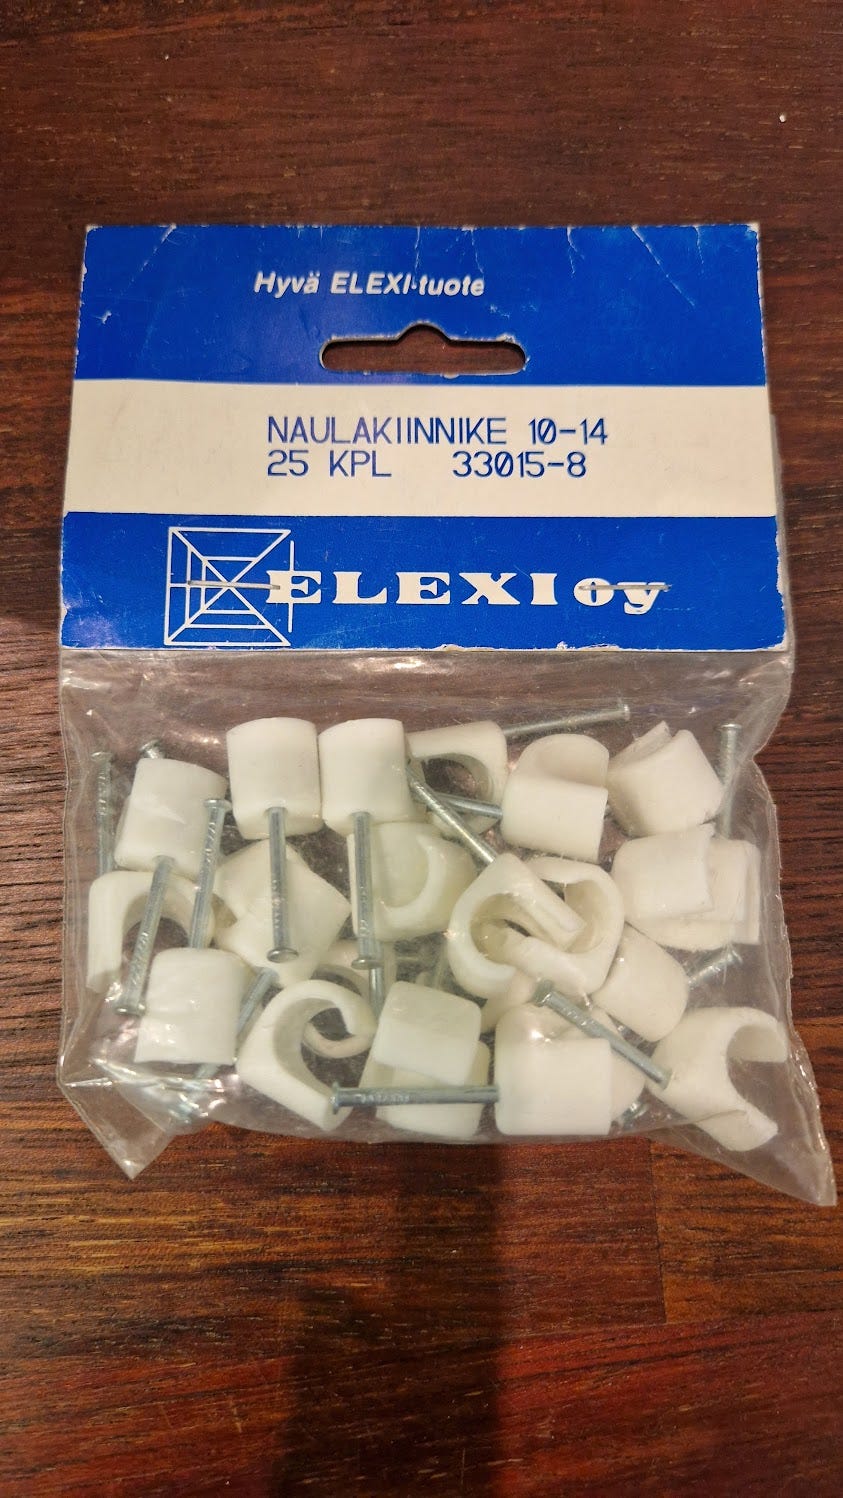 Hyvä ELEXI-tuote
NAULAKIINNIKE 10-14
25 KPL 33015-8
ELEXI oy